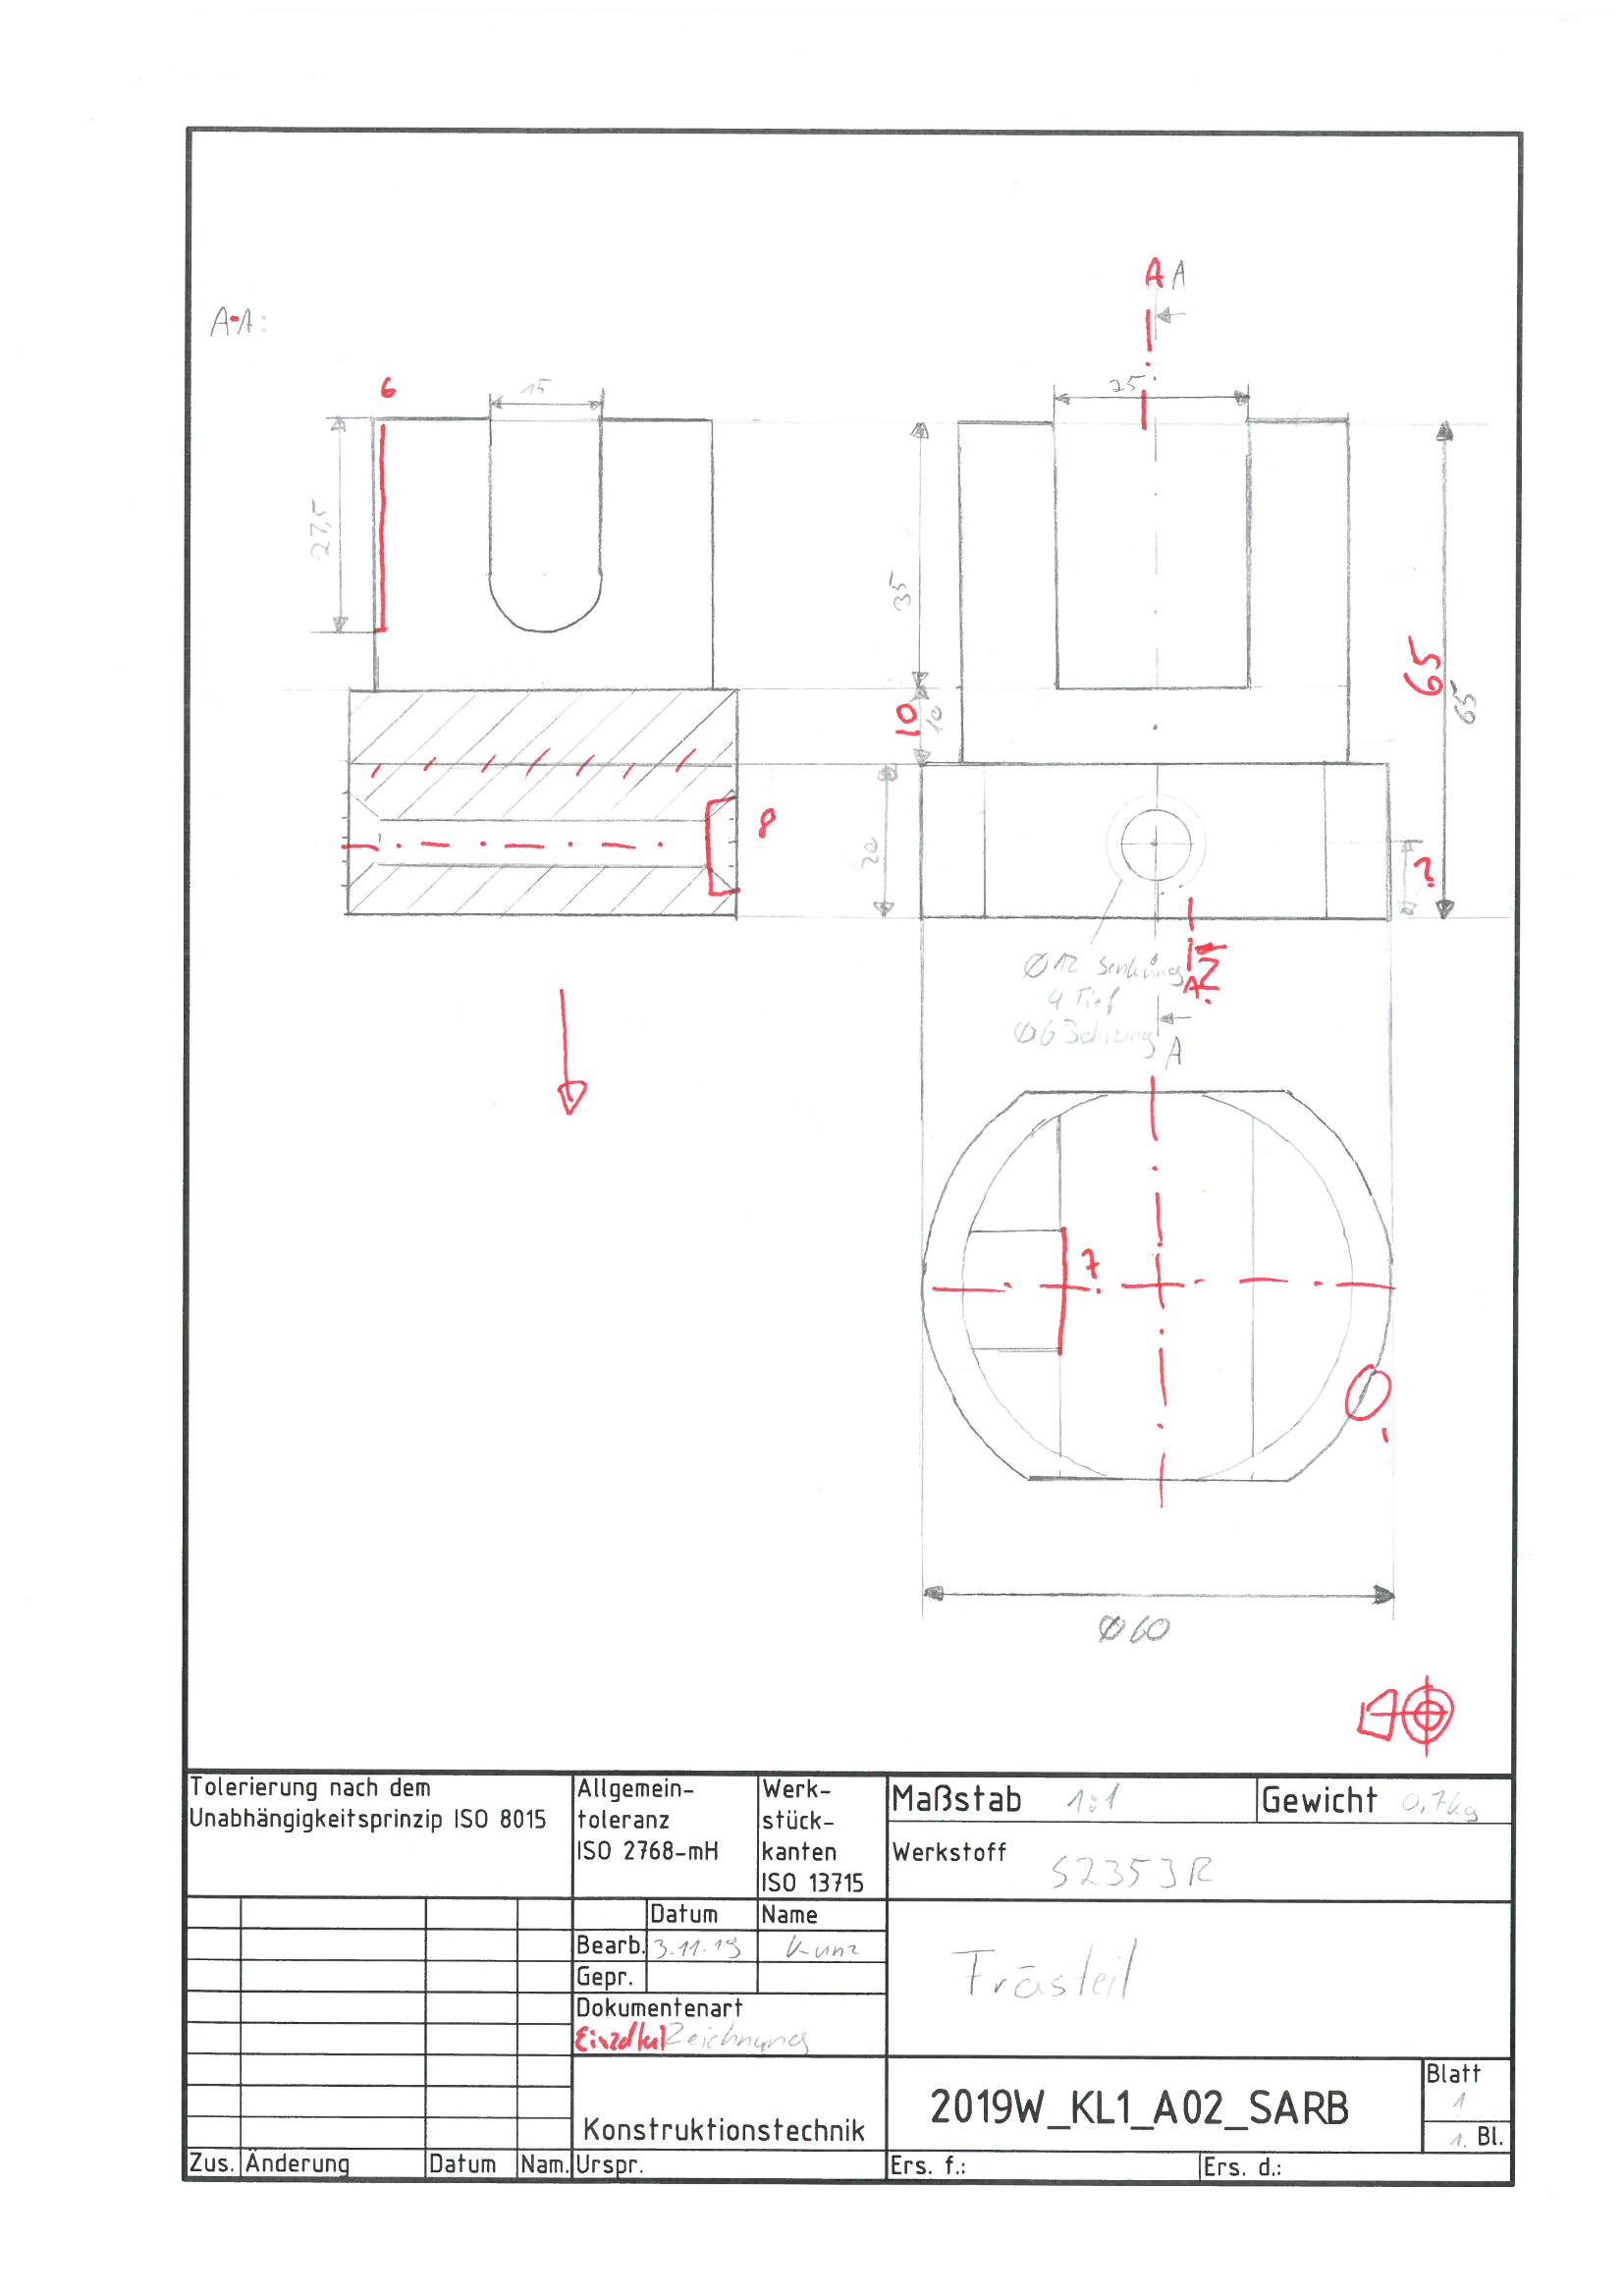 A A
A-A:
6
15
25
27,5
35
65
65
10
10
8
20
?
Ø12 Senkung
4 Tief
A
Ø6 Bohrung
A
?
Ø60
Tolerierung nach dem
Unabhängigkeitsprinzip ISO 8015
Allgemein-
toleranz
ISO 2768-mH
Werk-
stück-
kanten
ISO 13715
Maßstab 1:1
Gewicht 0,7kg
Werkstoff S235JR
Datum Name
Bearb. 3.11.19 Kunz
Gepr.
Dokumentenart
Einzelteil Zeichnung
Frästeil
Konstruktionstechnik
2019W_KL1_A02_SARB
Blatt
1
1. Bl.
Zus. Änderung Datum Nam. Urspr. Ers. f.: Ers. d.: